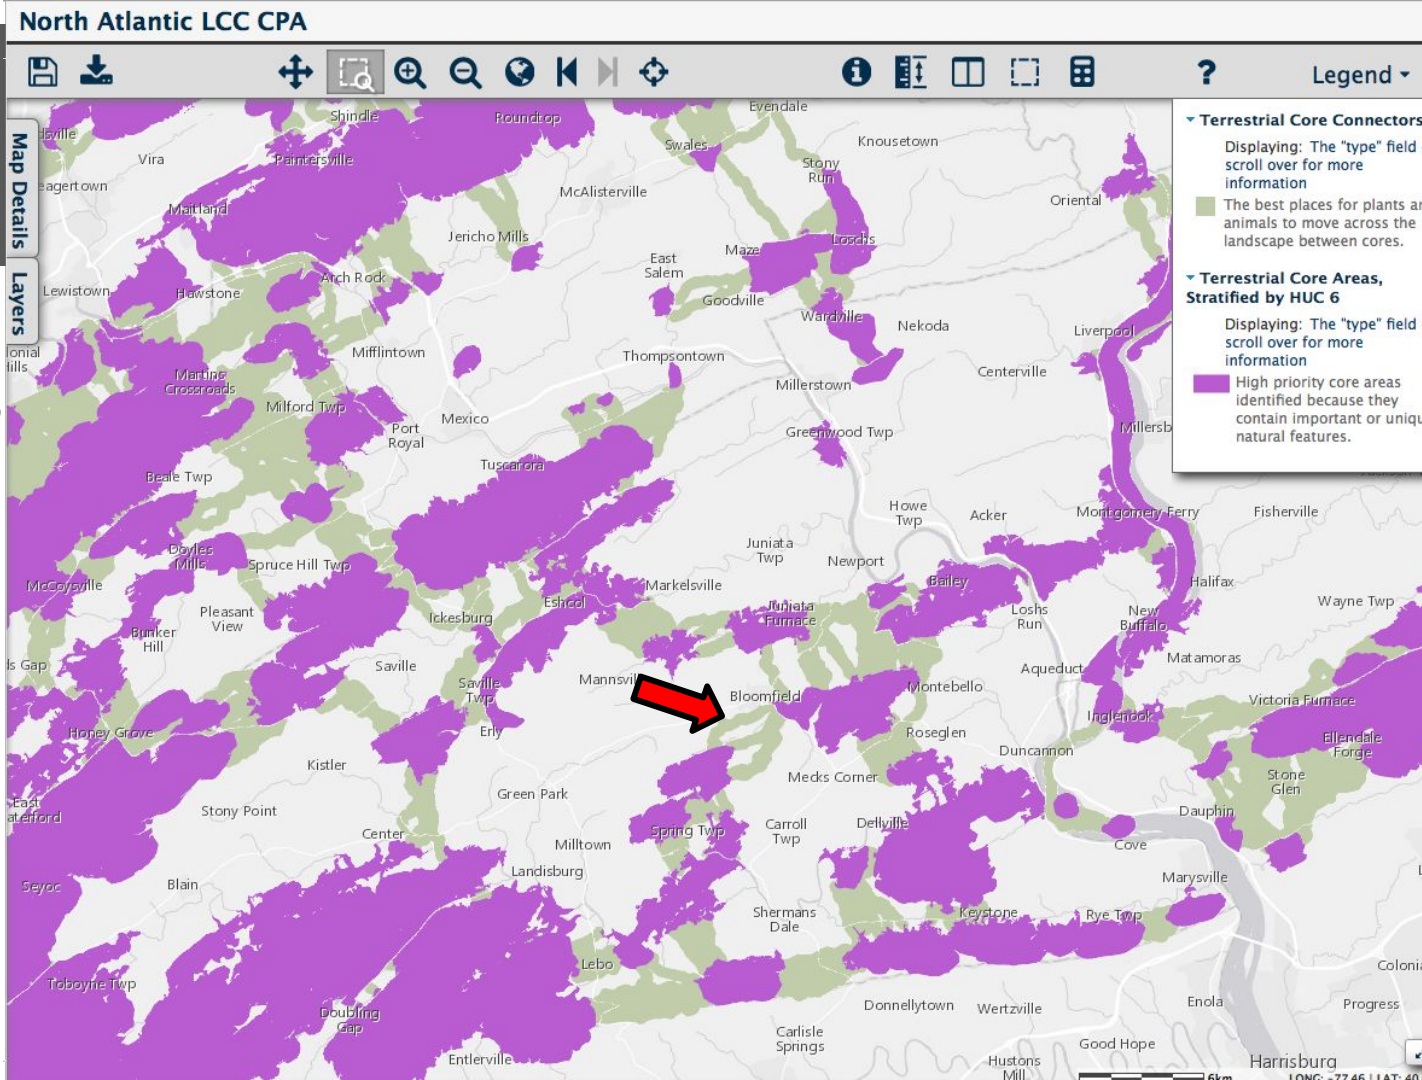 North Atlantic LCC CPA
? Legend
Map Details
Layers
Terrestrial Core Connectors
Displaying: The "type" field
scroll over for more
information
The best places for plants
animals to move across the
landscape between cores.
Terrestrial Core Areas,
Stratified by HUC 6
Displaying: The "type" field
scroll over for more
information
High priority core areas
identified because they
contain important or
natural features.
Evendale
Shindle
Roundtop
Knousetown
Swales
Vira
Paintersville
Stony
Run
McAlisterville
Oriental
Maitland
Jericho Mills
Loschs
Maze
East
Salem
Arch Rock
Lewistown
Hawstone
Goodville
Wardville
Nekoda
Liverpool
Mifflintown
Thompsontown
Centerville
Martins
Crossroads
Millerstown
Milford Twp
Mexico
Port
Royal
Greenwood Twp
Tuscarora
Beale Twp
Howe
Twp
Acker
Montgomery Ferry
Fisherville
Juniata
Twp
Newport
Doyles
Mills
Spruce Hill Twp
McCoysville
Markelsville
Bailey
Halifax
Eshcol
Wayne Twp
Pleasant
View
Ickesburg
Juniata
Furnace
Loshs
Run
New
Buffalo
Bunker
Hill
Saville
Aqueduct
Matamoras
Saville
Twp
Bloomfield
Montebello
Victoria Furnace
Inglenook
Honey Grove
Erly
Roseglen
Duncannon
Ellendale
Forge
Kistler
Mecks Corner
Stone
Glen
Green Park
East
Stony Point
Dauphin
Center
Spring Twp
Carroll
Twp
Dellville
Milltown
Cove
Landisburg
Seyoc
Blain
Marysville
Shermans
Dale
Keystone
Rye Twp
Lebo
Toboyne Twp
Doubling
Gap
Donnellytown
Wertzville
Enola
Progress
Carlisle
Springs
Good Hope
Entlerville
Hustons
Mill
Harrisburg
6km
LONG: -77.46 | LAT: 40